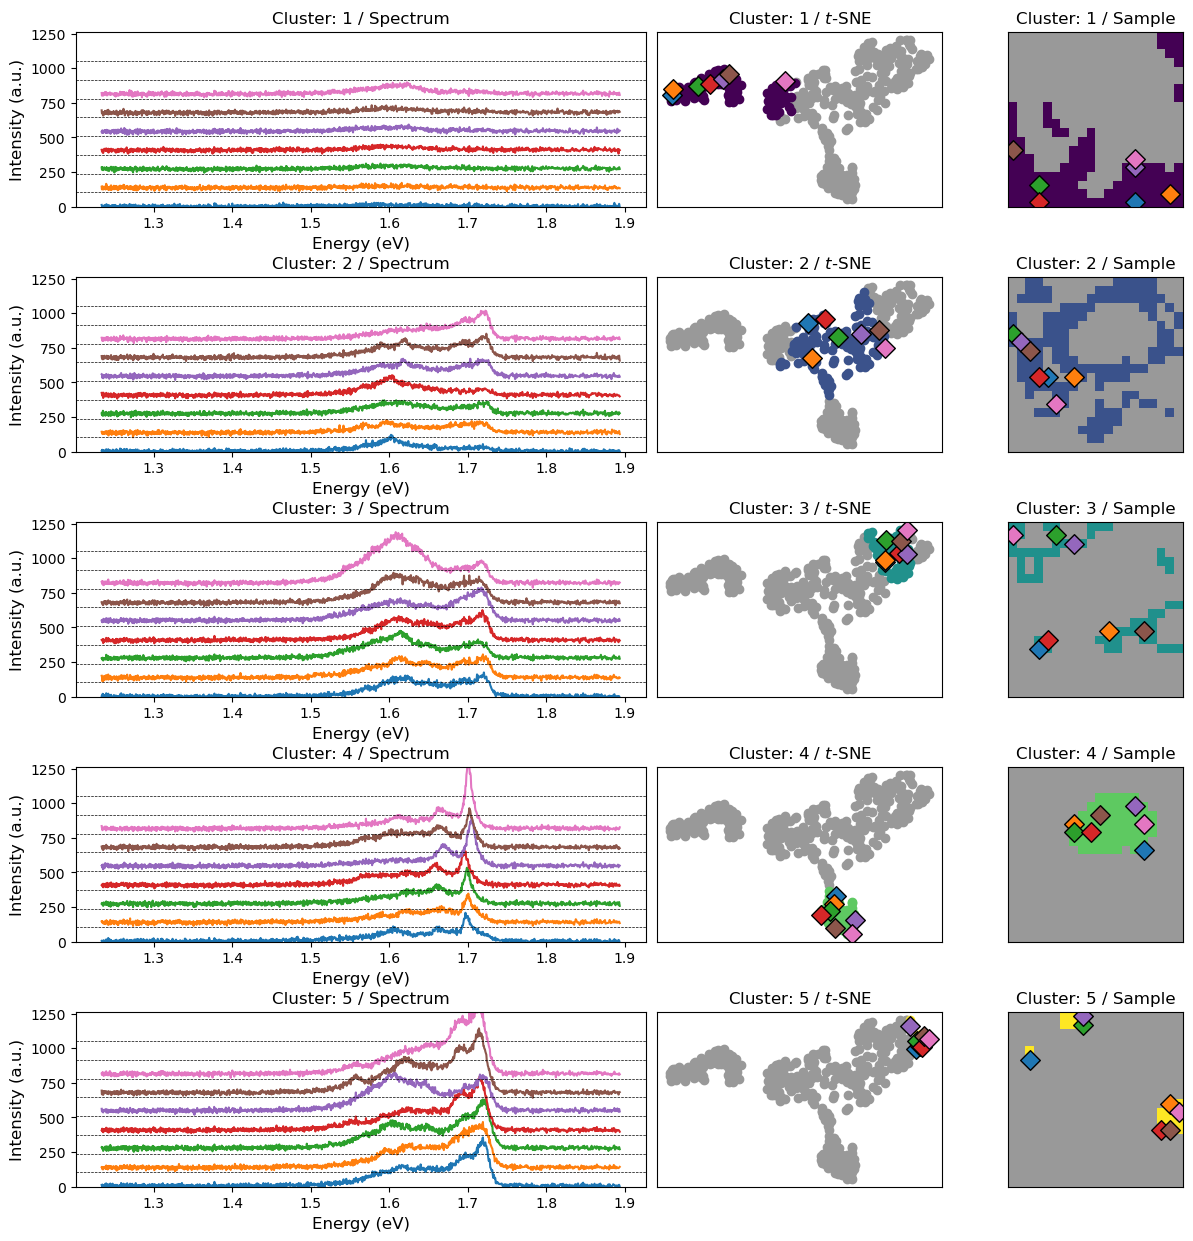 Cluster: 1 / Spectrum
Cluster: 1 / t-SNE
Cluster: 1 / Sample
Intensity (a.u.)
1250
1000
750
500
250
0
1.3 1.4 1.5 1.6 1.7 1.8 1.9
Energy (eV)
Cluster: 2 / Spectrum
Cluster: 2 / t-SNE
Cluster: 2 / Sample
Intensity (a.u.)
1250
1000
750
500
250
0
1.3 1.4 1.5 1.6 1.7 1.8 1.9
Energy (eV)
Cluster: 3 / Spectrum
Cluster: 3 / t-SNE
Cluster: 3 / Sample
Intensity (a.u.)
1250
1000
750
500
250
0
1.3 1.4 1.5 1.6 1.7 1.8 1.9
Energy (eV)
Cluster: 4 / Spectrum
Cluster: 4 / t-SNE
Cluster: 4 / Sample
Intensity (a.u.)
1250
1000
750
500
250
0
1.3 1.4 1.5 1.6 1.7 1.8 1.9
Energy (eV)
Cluster: 5 / Spectrum
Cluster: 5 / t-SNE
Cluster: 5 / Sample
Intensity (a.u.)
1250
1000
750
500
250
0
1.3 1.4 1.5 1.6 1.7 1.8 1.9
Energy (eV)